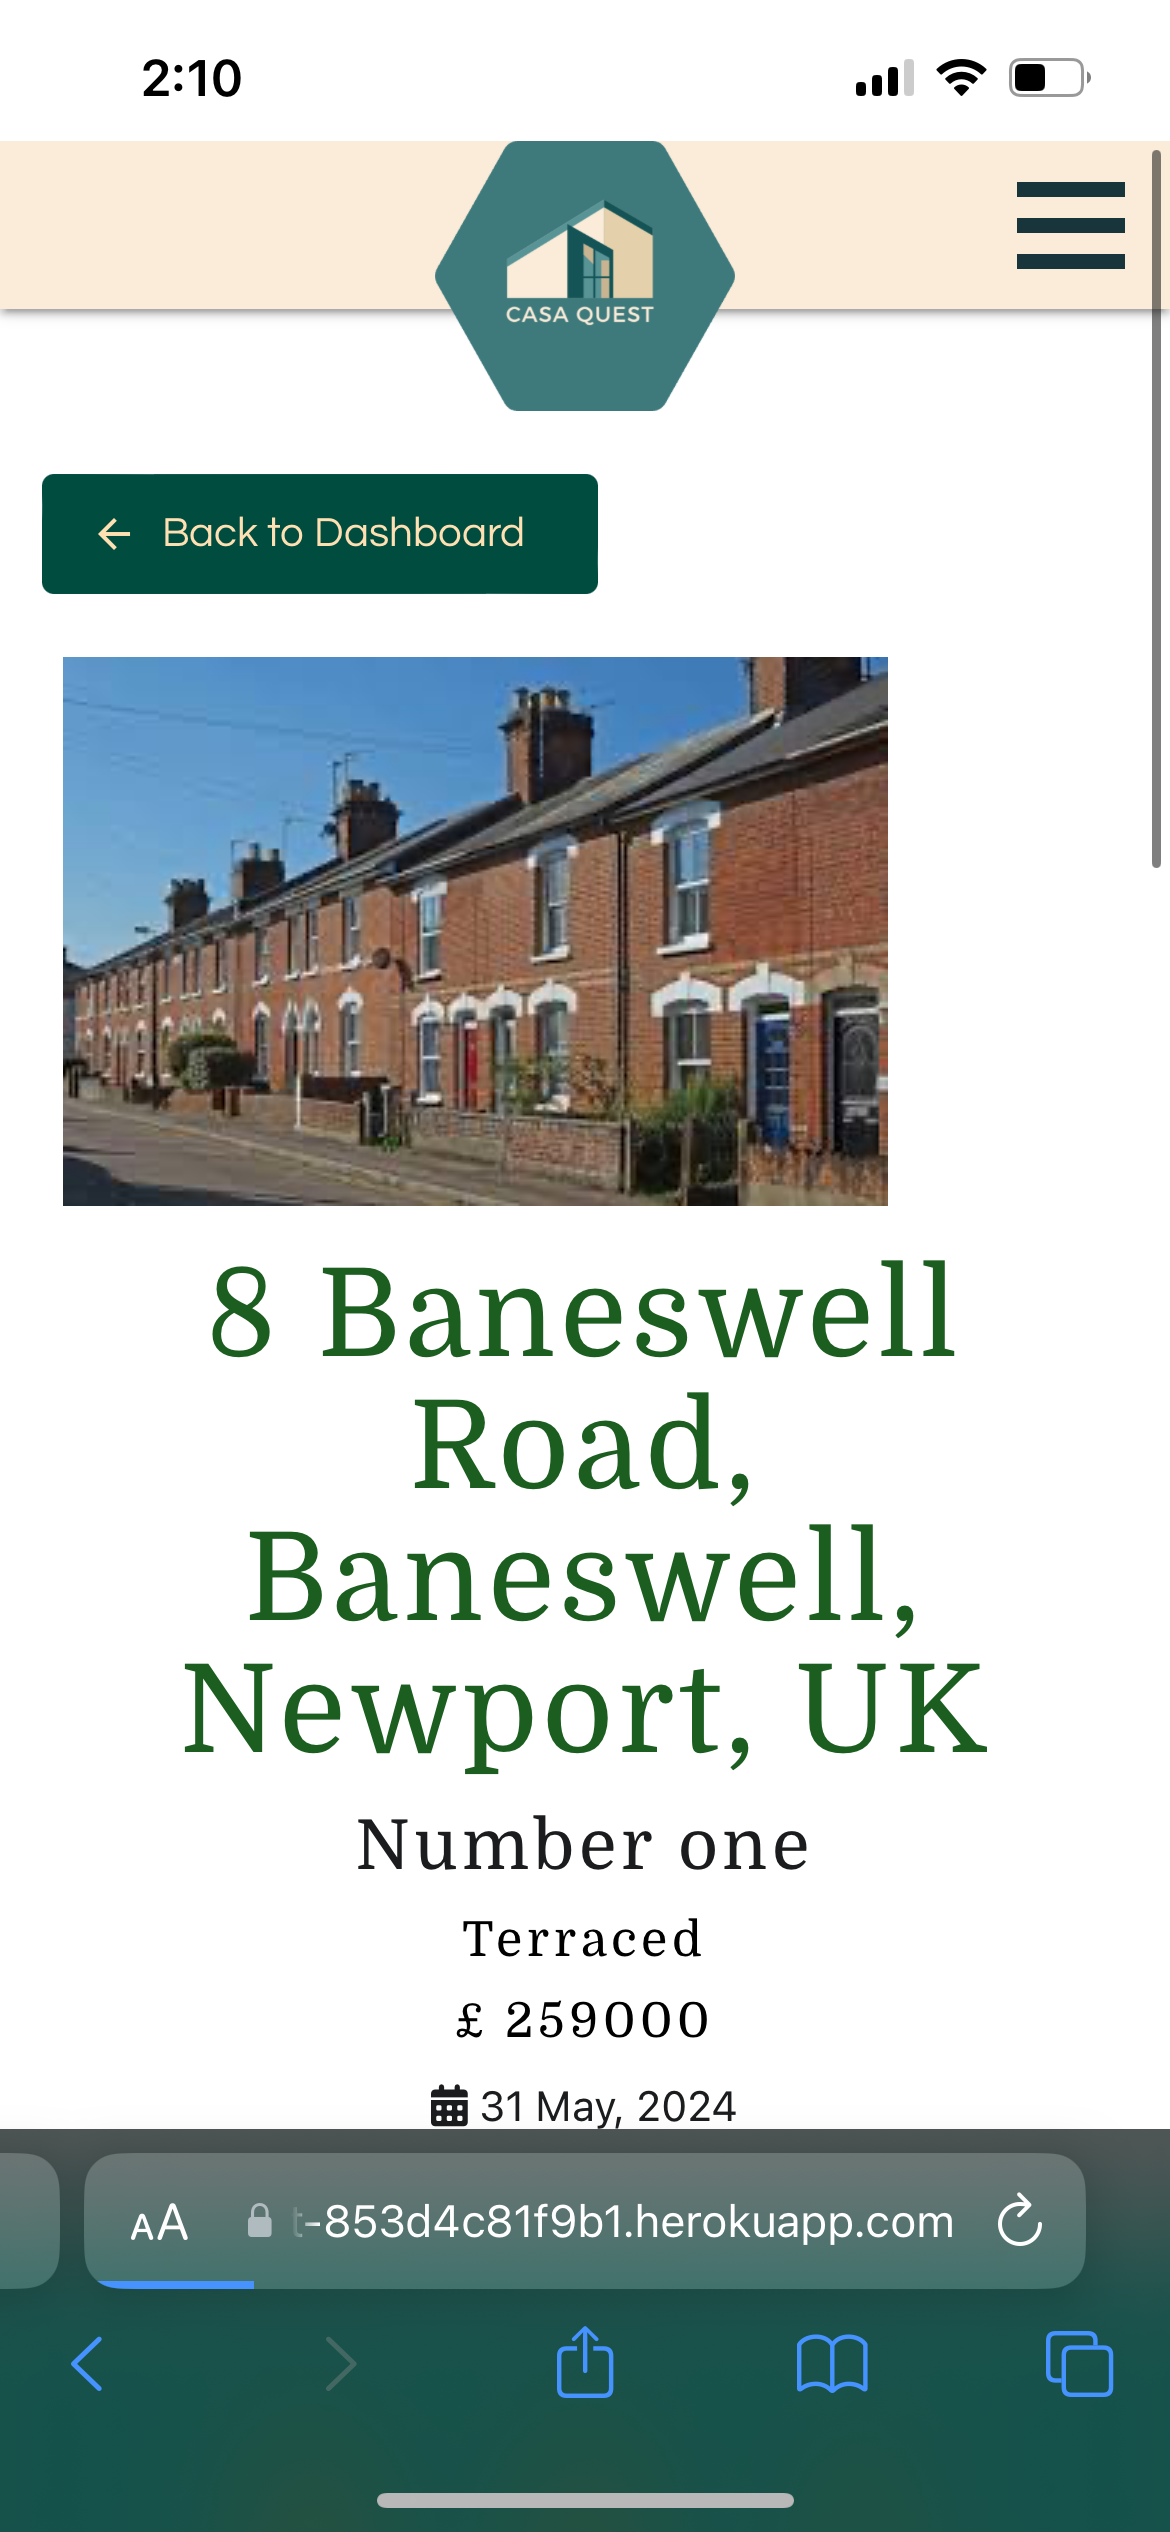 2:10
CASA QUEST
Back to Dashboard
8 Baneswell
Road,
Baneswell,
Newport, UK
Number one
Terraced
£ 259000
31 May, 2024
AA t-853d4c81f9b1.herokuapp.com